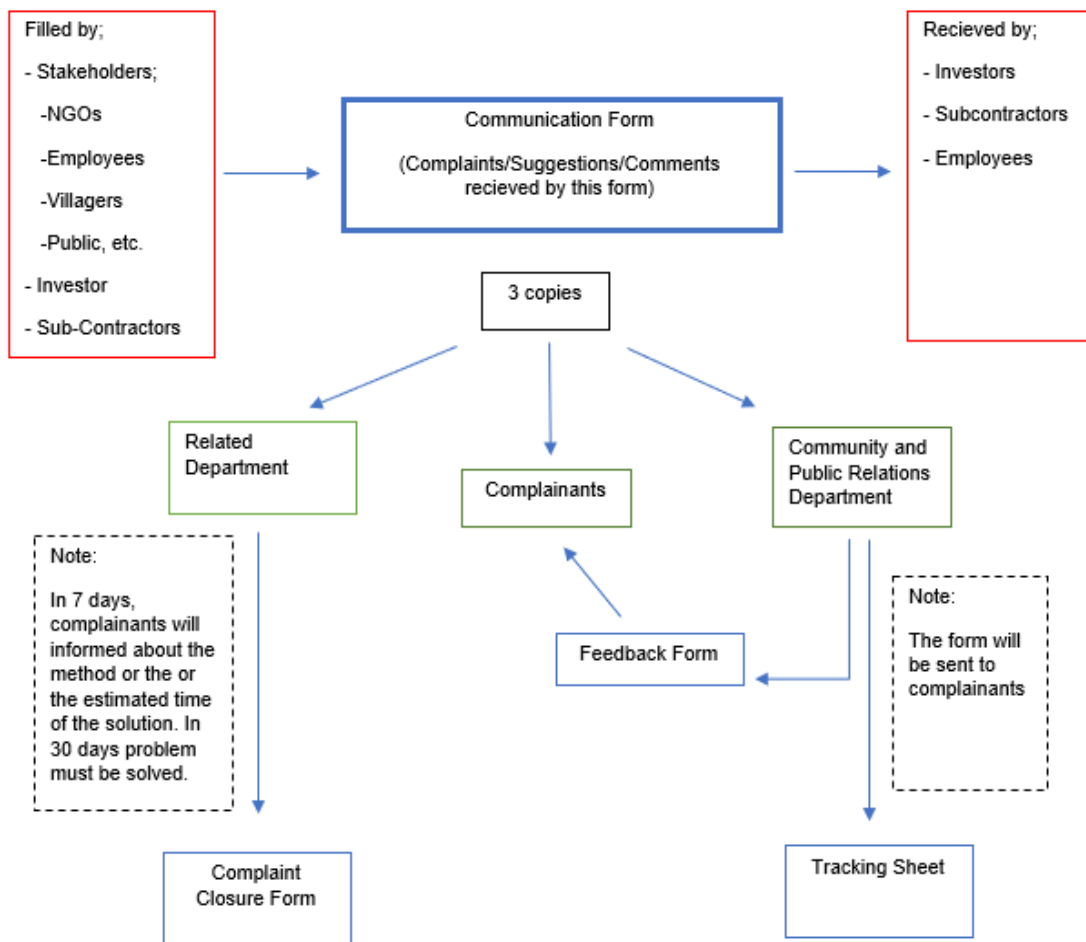 Filled by;
- Stakeholders;
-NGOs
-Employees
-Villagers
-Public, etc.
- Investor
- Sub-Contractors
Communication Form
(Complaints/Suggestions/Comments
recieved by this form)
Recieved by;
- Investors
- Subcontractors
- Employees
3 copies
Related
Department
Complainants
Community and
Public Relations
Department
Note:
In 7 days,
complainants will
informed about the
method or the or
the estimated time
of the solution. In
30 days problem
must be solved.
Feedback Form
Note:
The form will
be sent to
complainants
Complaint
Closure Form
Tracking Sheet